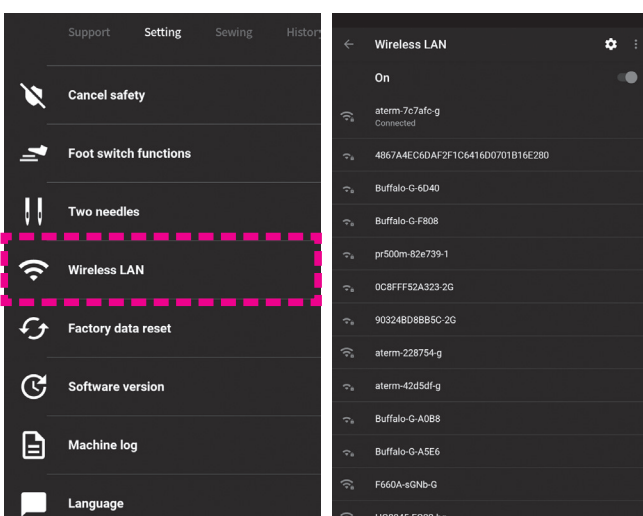 Support Setting Sewing History
Cancel safety
Foot switch functions
Two needles
Wireless LAN
Factory data reset
Software version
Machine log
Language
Wireless LAN
On
aterm-7c7afc-g
Connected
4867A4EC6DAF2F1C6416D0701B16E280
Buffalo-G-6D40
Buffalo-G-F808
pr500m-82e739-1
0C8FFF52A323-2G
90324BD8BB5C-2G
aterm-228754-g
aterm-42d5df-g
Buffalo-G-A0B8
Buffalo-G-A5E6
F660A-sGNb-G